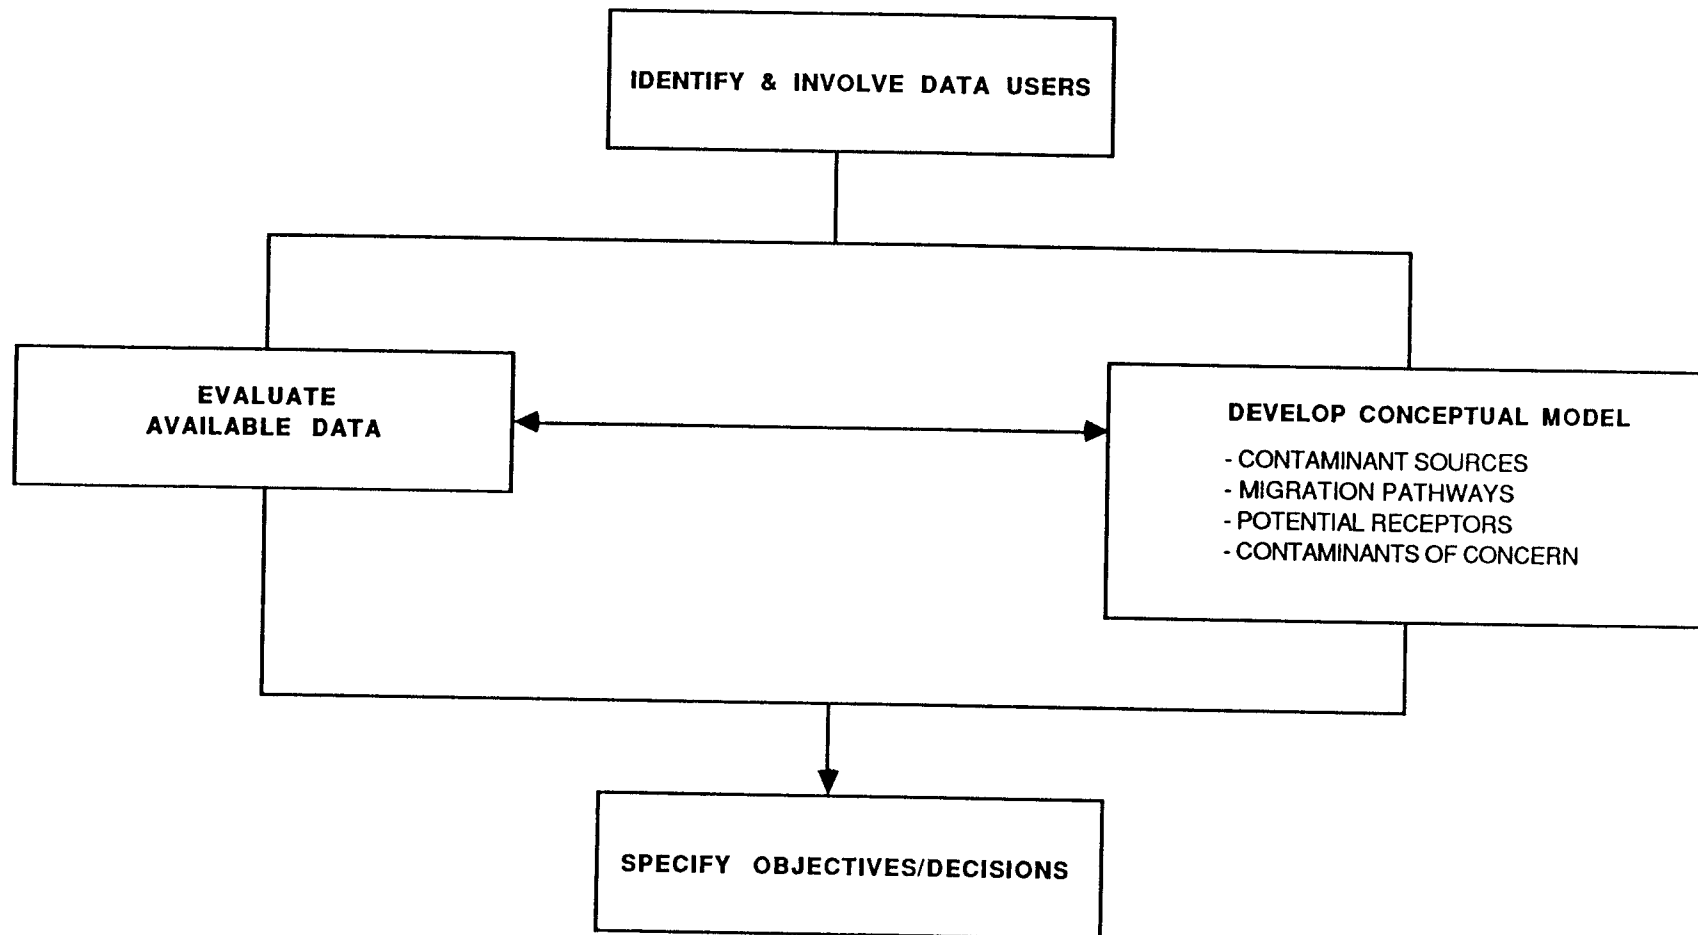 IDENTIFY & INVOLVE DATA USERS
EVALUATE
AVAILABLE DATA
DEVELOP CONCEPTUAL MODEL
- CONTAMINANT SOURCES
- MIGRATION PATHWAYS
- POTENTIAL RECEPTORS
- CONTAMINANTS OF CONCERN
SPECIFY OBJECTIVES/DECISIONS